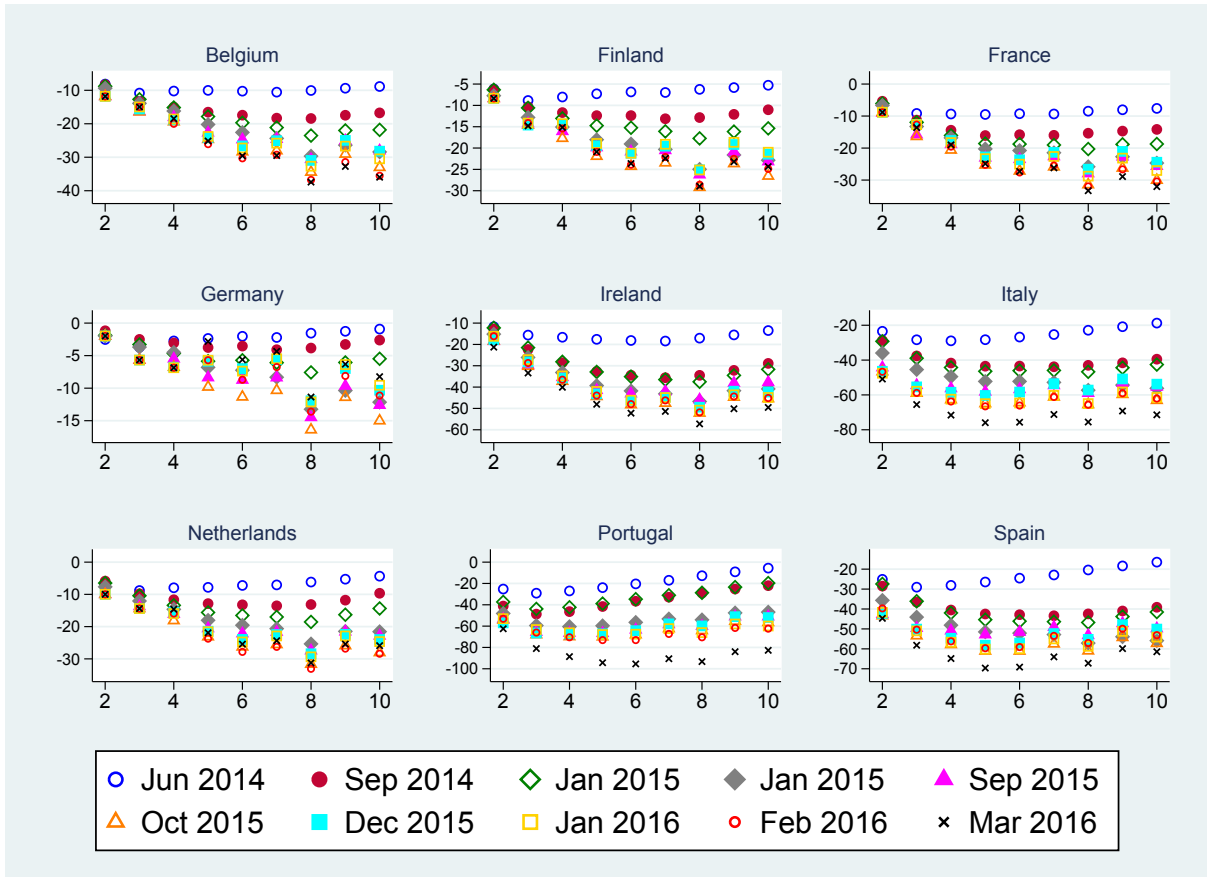 Belgium Finland France
-10 -5 0
-20 -10 -10
-30 -15 -20
-40 -20 -30
-25
-30
2 4 6 8 10 2 4 6 8 10 2 4 6 8 10
Germany Ireland Italy
0 -10 -20
-5 -20 -40
-10 -30 -60
-15 -40 -80
-50
-60
2 4 6 8 10 2 4 6 8 10 2 4 6 8 10
Netherlands Portugal Spain
0 0 -20
-10 -20 -30
-20 -40 -40
-30 -60 -50
-80 -60
-100 -70
2 4 6 8 10 2 4 6 8 10 2 4 6 8 10
Jun 2014 Sep 2014 Jan 2015 Jan 2015 Sep 2015
Oct 2015 Dec 2015 Jan 2016 Feb 2016 Mar 2016